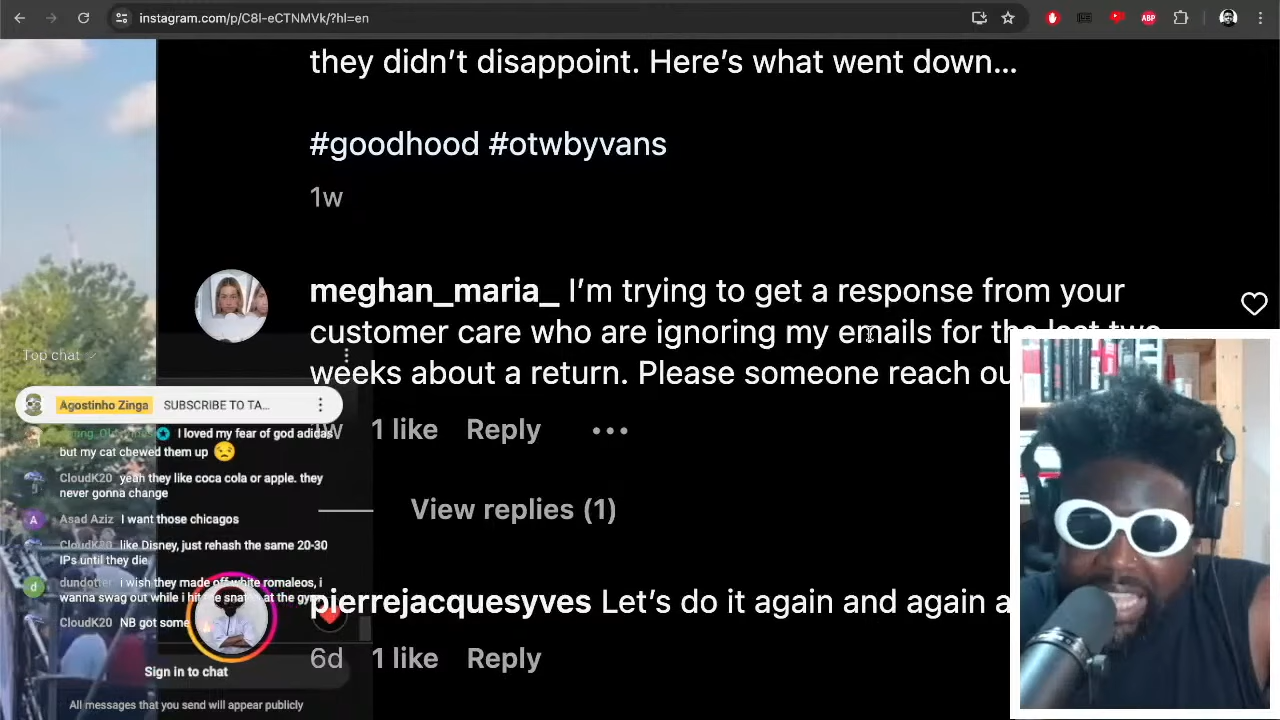 instagram.com/p/C8I-eCTNMVk/?hl=en
ABP
they didn’t disappoint. Here’s what went down...
#goodhood #otwbyvans
1w
meghan_maria_ I’m trying to get a response from your
customer care who are ignoring my emails for the last two
weeks about a return. Please someone reach ou
1 like Reply
View replies (1)
pierrejacquesyves Let’s do it again and again a
6d 1 like Reply
Top chat
Agostinho Zinga SUBSCRIBE TO TA...
I loved my fear of god adidas
but my cat chewed them up
CloudK20 yeah they like coca cola or apple. they
never gonna change
A Asad Aziz I want those chicagos
CloudK20 like Disney, just rehash the same 20-30
IPs until they die
d i wish they made off white romaleos, i
wanna swag out while i hit the at the gym
CloudK20 NB got some
Sign in to chat
All messages that you send will appear publicly